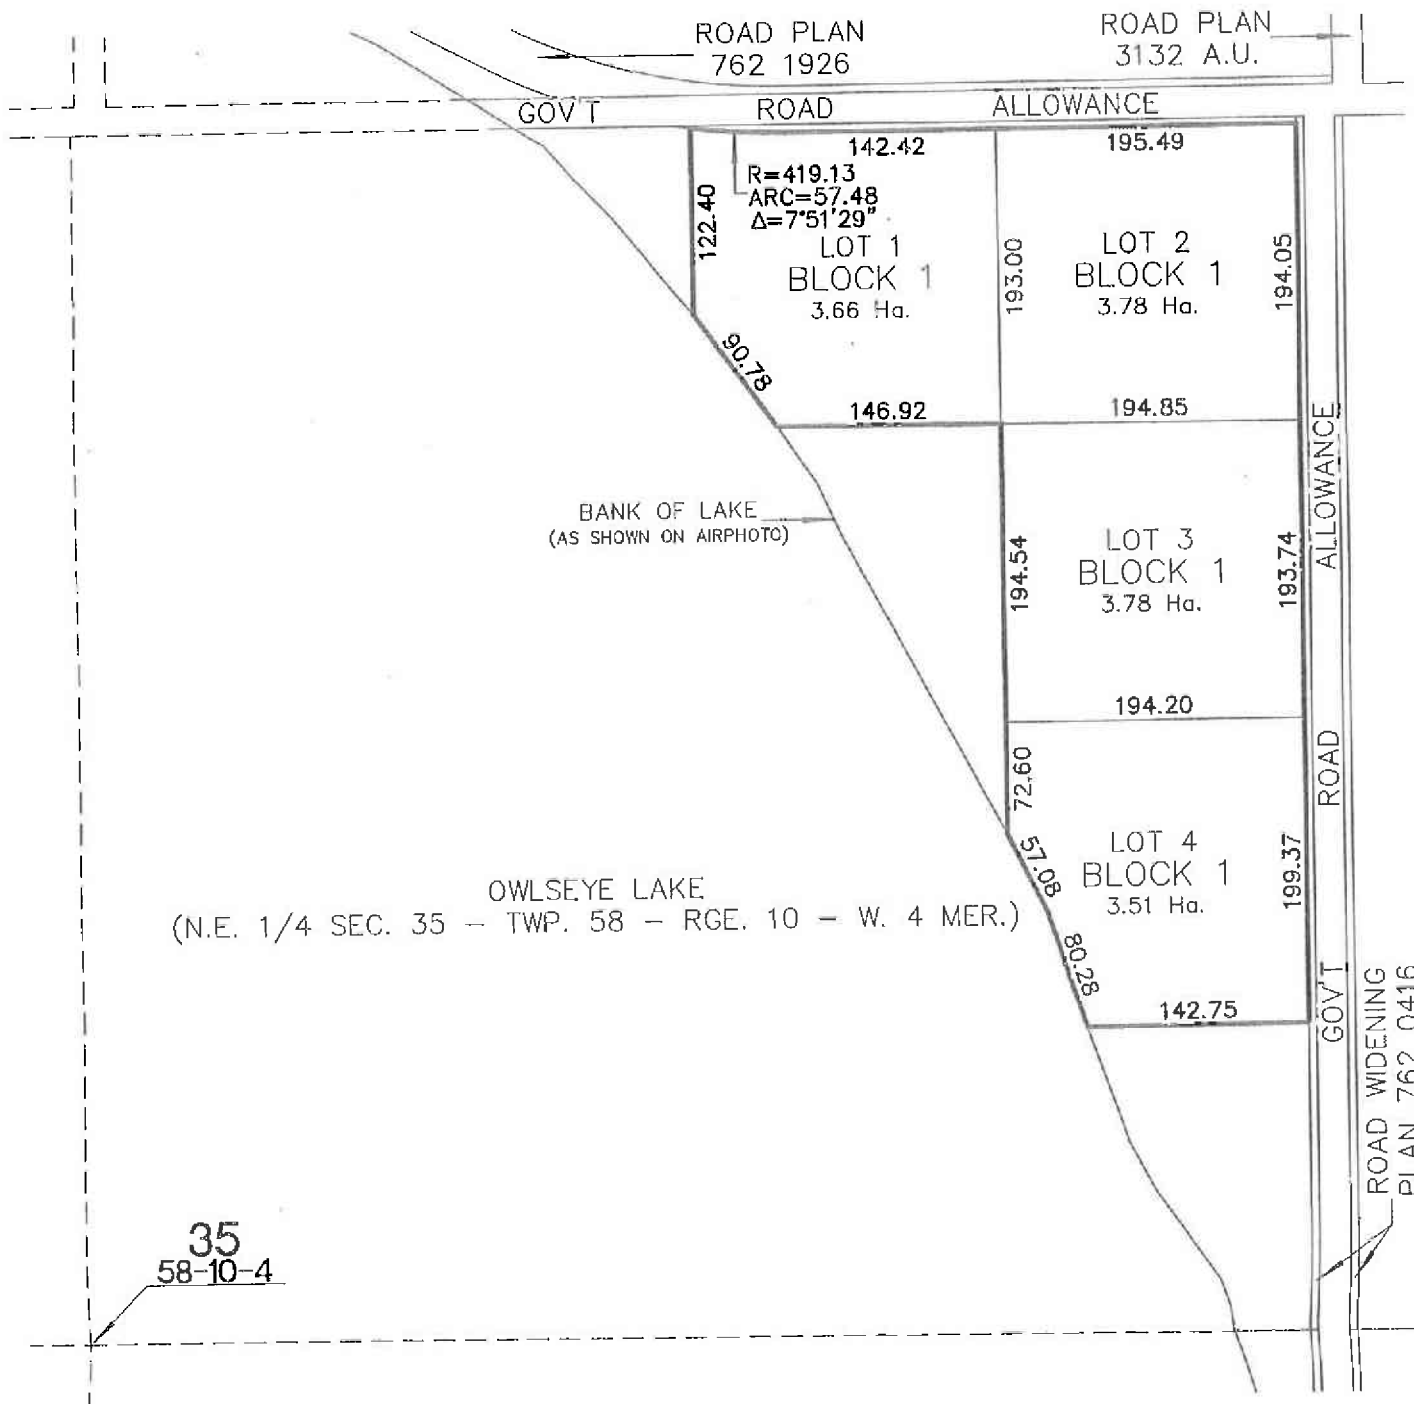 ROAD PLAN
762 1926
ROAD PLAN
3132 A.U.
GOV'T ROAD ALLOWANCE
142.42
195.49
R=419.13
ARC=57.48
Δ=7°51'29"
122.40
LOT 1
BLOCK 1
3.66 Ha.
193.00
LOT 2
BLOCK 1
3.78 Ha.
194.05
90.78
146.92
194.85
BANK OF LAKE
(AS SHOWN ON AIRPHOTO)
194.54
LOT 3
BLOCK 1
3.78 Ha.
193.74
194.20
72.60
57.08
LOT 4
BLOCK 1
3.51 Ha.
199.37
80.28
142.75
GOV'T ROAD ALLOWANCE
OWLSEYE LAKE
(N.E. 1/4 SEC. 35 – TWP. 58 – RGE. 10 – W. 4 MER.)
ROAD WIDENING
PLAN 762 0416
35
58-10-4